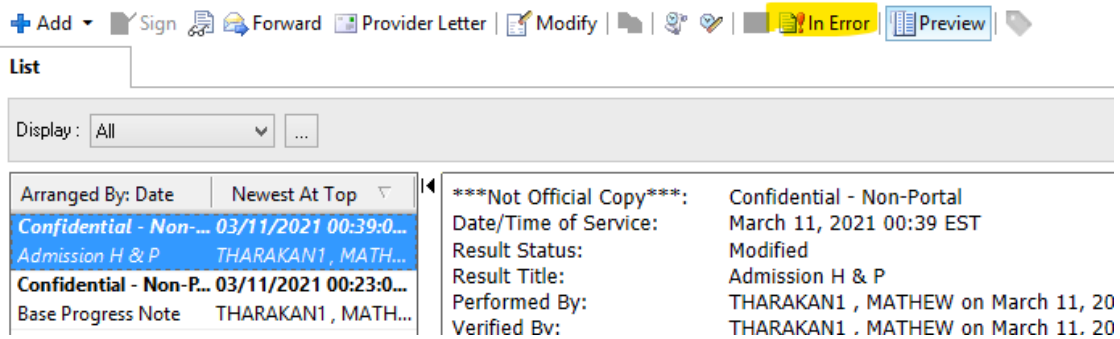 Add Sign Forward Provider Letter Modify In Error Preview
List
Display : All ...
Arranged By: Date Newest At Top
Confidential - Non-... 03/11/2021 00:39:0...
Admission H & P THARAKAN1 , MATH...
Confidential - Non-P... 03/11/2021 00:23:0...
Base Progress Note THARAKAN1 , MATH...
***Not Official Copy***: Confidential - Non-Portal
Date/Time of Service: March 11, 2021 00:39 EST
Result Status: Modified
Result Title: Admission H & P
Performed By: THARAKAN1 , MATHEW on March 11, 20
Verified By: THARAKAN1 , MATHEW on March 11, 20